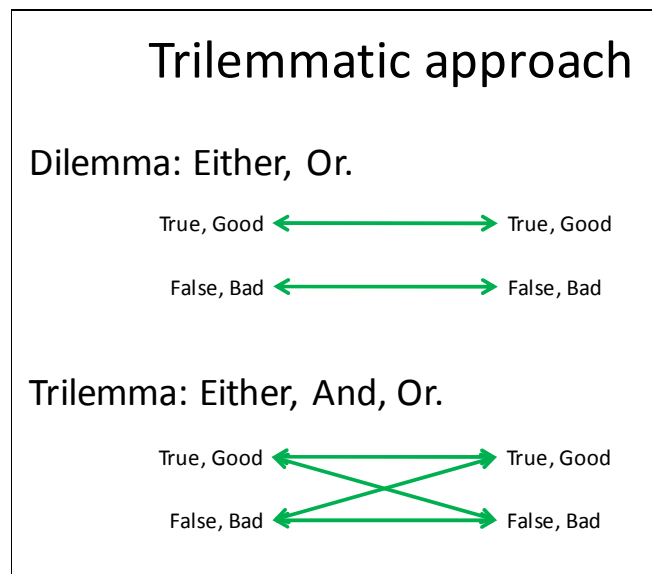 Trilemmatic approach
Dilemma: Either, Or.
True, Good True, Good
False, Bad False, Bad
Trilemma: Either, And, Or.
True, Good True, Good
False, Bad False, Bad